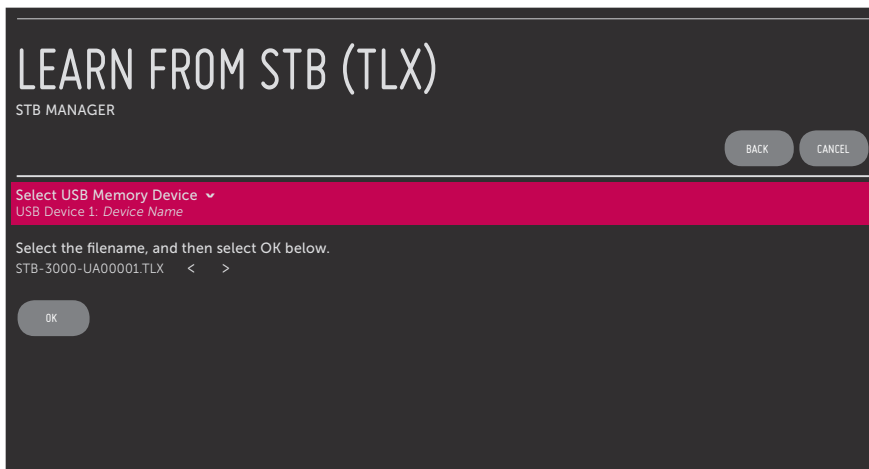 LEARN FROM STB (TLX)
STB MANAGER
BACK CANCEL
Select USB Memory Device
USB Device 1: Device Name
Select the filename, and then select OK below.
STB-3000-UA00001.TLX < >
OK